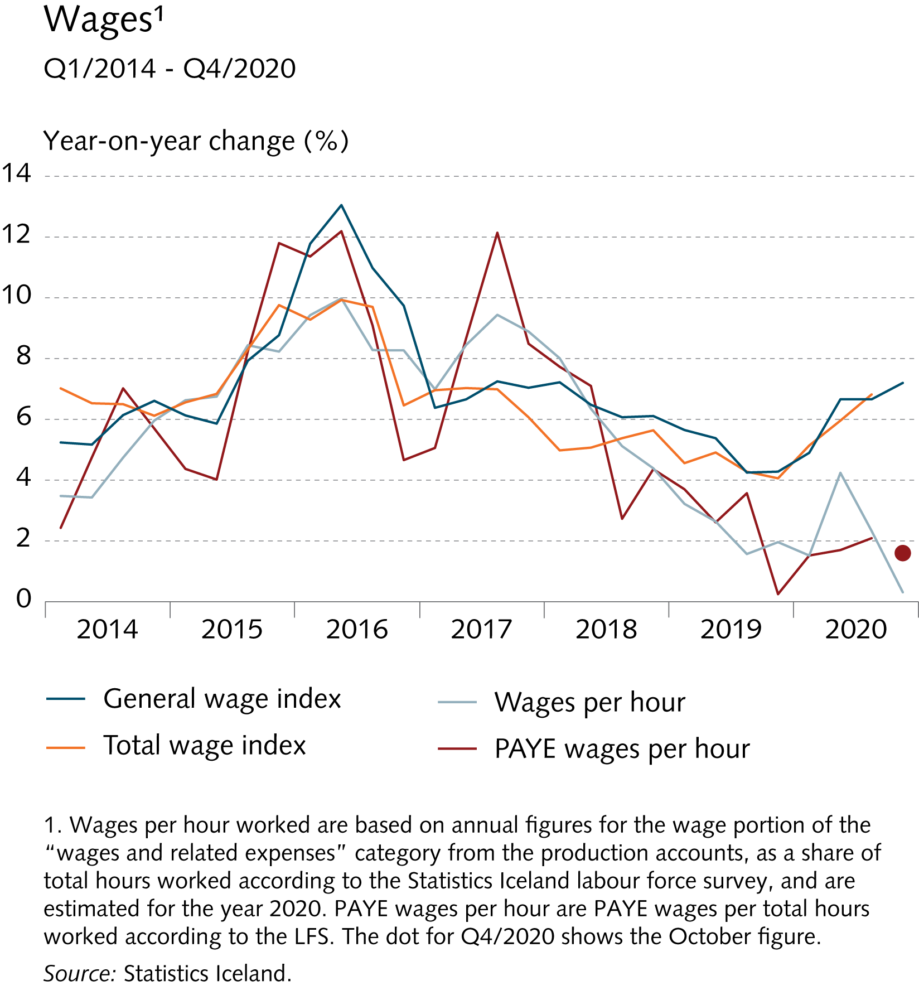 Wages¹
Q1/2014 - Q4/2020
Year-on-year change (%)
14
12
10
8
6
4
2
0
2014 2015 2016 2017 2018 2019 2020
General wage index
Total wage index
Wages per hour
PAYE wages per hour
1. Wages per hour worked are based on annual figures for the wage portion of the
“wages and related expenses” category from the production accounts, as a share of
total hours worked according to the Statistics Iceland labour force survey, and are
estimated for the year 2020. PAYE wages per hour are PAYE wages per total hours
worked according to the LFS. The dot for Q4/2020 shows the October figure.
Source: Statistics Iceland.